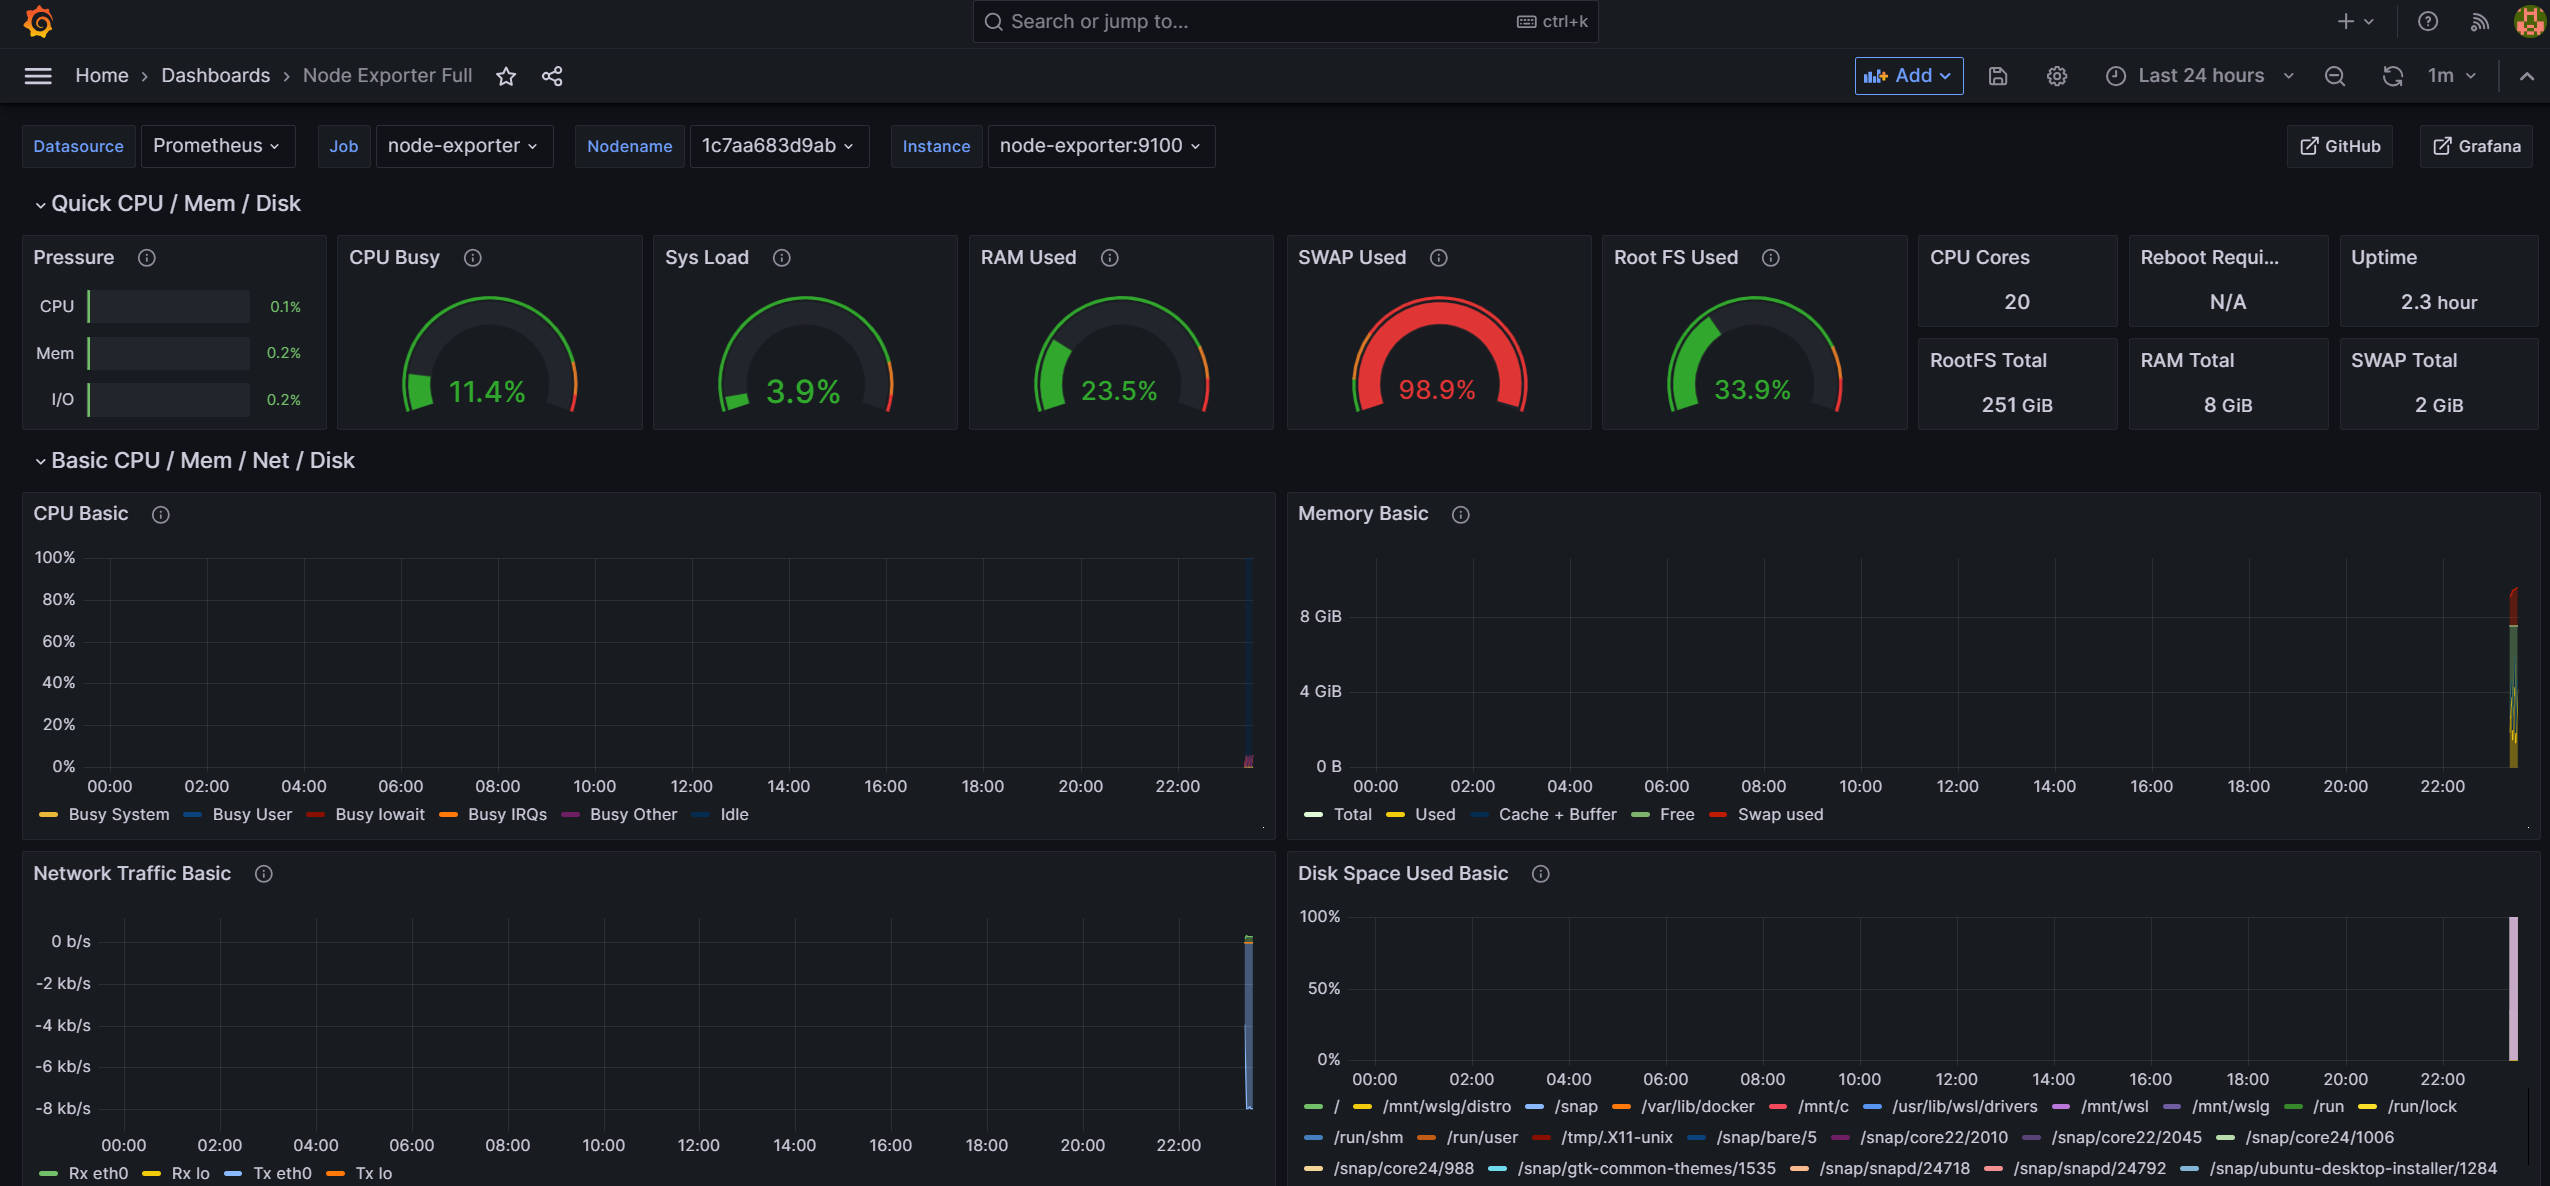 Search or jump to... ctrl+k
Home › Dashboards › Node Exporter Full
Add Last 24 hours 1m
Datasource Prometheus Job node-exporter Nodename 1c7aa683d9ab Instance node-exporter:9100 GitHub Grafana
Quick CPU / Mem / Disk
Pressure
CPU 0.1%
Mem 0.2%
I/O 0.2%
CPU Busy
11.4%
Sys Load
3.9%
RAM Used
23.5%
SWAP Used
98.9%
Root FS Used
33.9%
CPU Cores
20
Reboot Requi...
N/A
Uptime
2.3 hour
RootFS Total
251 GiB
RAM Total
8 GiB
SWAP Total
2 GiB
Basic CPU / Mem / Net / Disk
CPU Basic
100%
80%
60%
40%
20%
0%
00:00 02:00 04:00 06:00 08:00 10:00 12:00 14:00 16:00 18:00 20:00 22:00
Busy System Busy User Busy Iowait Busy IRQs Busy Other Idle
Memory Basic
8 GiB
4 GiB
0 B
00:00 02:00 04:00 06:00 08:00 10:00 12:00 14:00 16:00 18:00 20:00 22:00
Total Used Cache + Buffer Free Swap used
Network Traffic Basic
0 b/s
-2 kb/s
-4 kb/s
-6 kb/s
-8 kb/s
00:00 02:00 04:00 06:00 08:00 10:00 12:00 14:00 16:00 18:00 20:00 22:00
Rx eth0 Rx lo Tx eth0 Tx lo
Disk Space Used Basic
100%
50%
0%
00:00 02:00 04:00 06:00 08:00 10:00 12:00 14:00 16:00 18:00 20:00 22:00
/ /mnt/wslg/distro /snap /var/lib/docker /mnt/c /usr/lib/wsl/drivers /mnt/wsl /mnt/wslg /run /run/lock
/run/shm /run/user /tmp/.X11-unix /snap/bare/5 /snap/core22/2010 /snap/core22/2045 /snap/core24/1006
/snap/core24/988 /snap/gtk-common-themes/1535 /snap/snapd/24718 /snap/snapd/24792 /snap/ubuntu-desktop-installer/1284